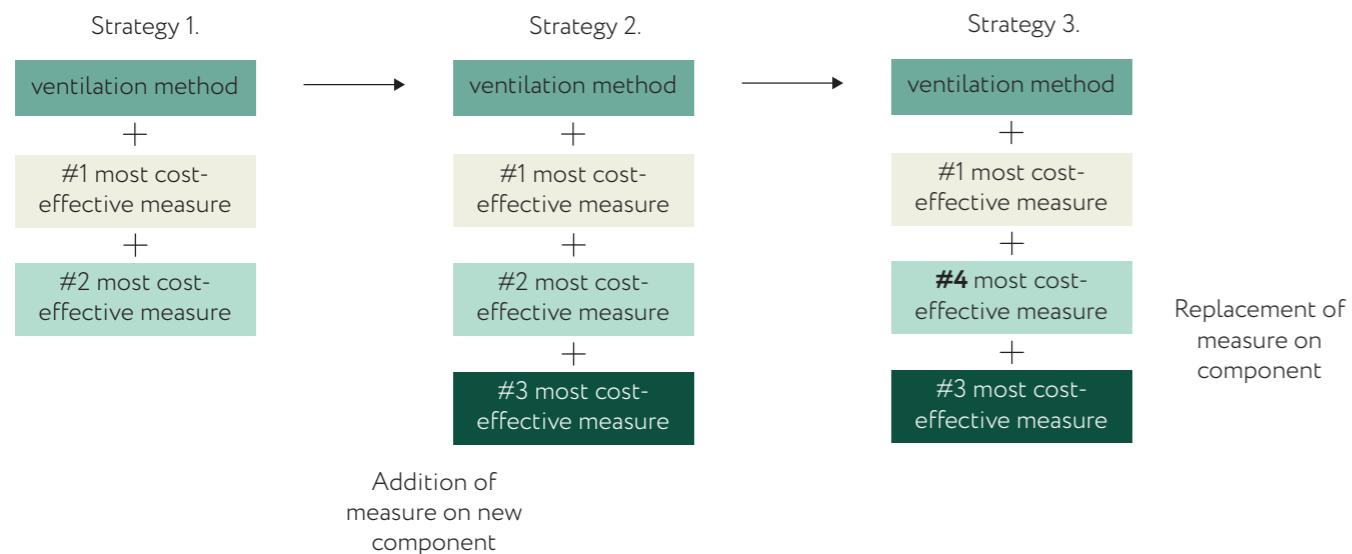 Strategy 1.
ventilation method
+
#1 most cost-
effective measure
+
#2 most cost-
effective measure
Strategy 2.
ventilation method
+
#1 most cost-
effective measure
+
#2 most cost-
effective measure
+
#3 most cost-
effective measure
Addition of
measure on new
component
Strategy 3.
ventilation method
+
#1 most cost-
effective measure
+
#4 most cost-
effective measure
+
#3 most cost-
effective measure
Replacement of
measure on
component